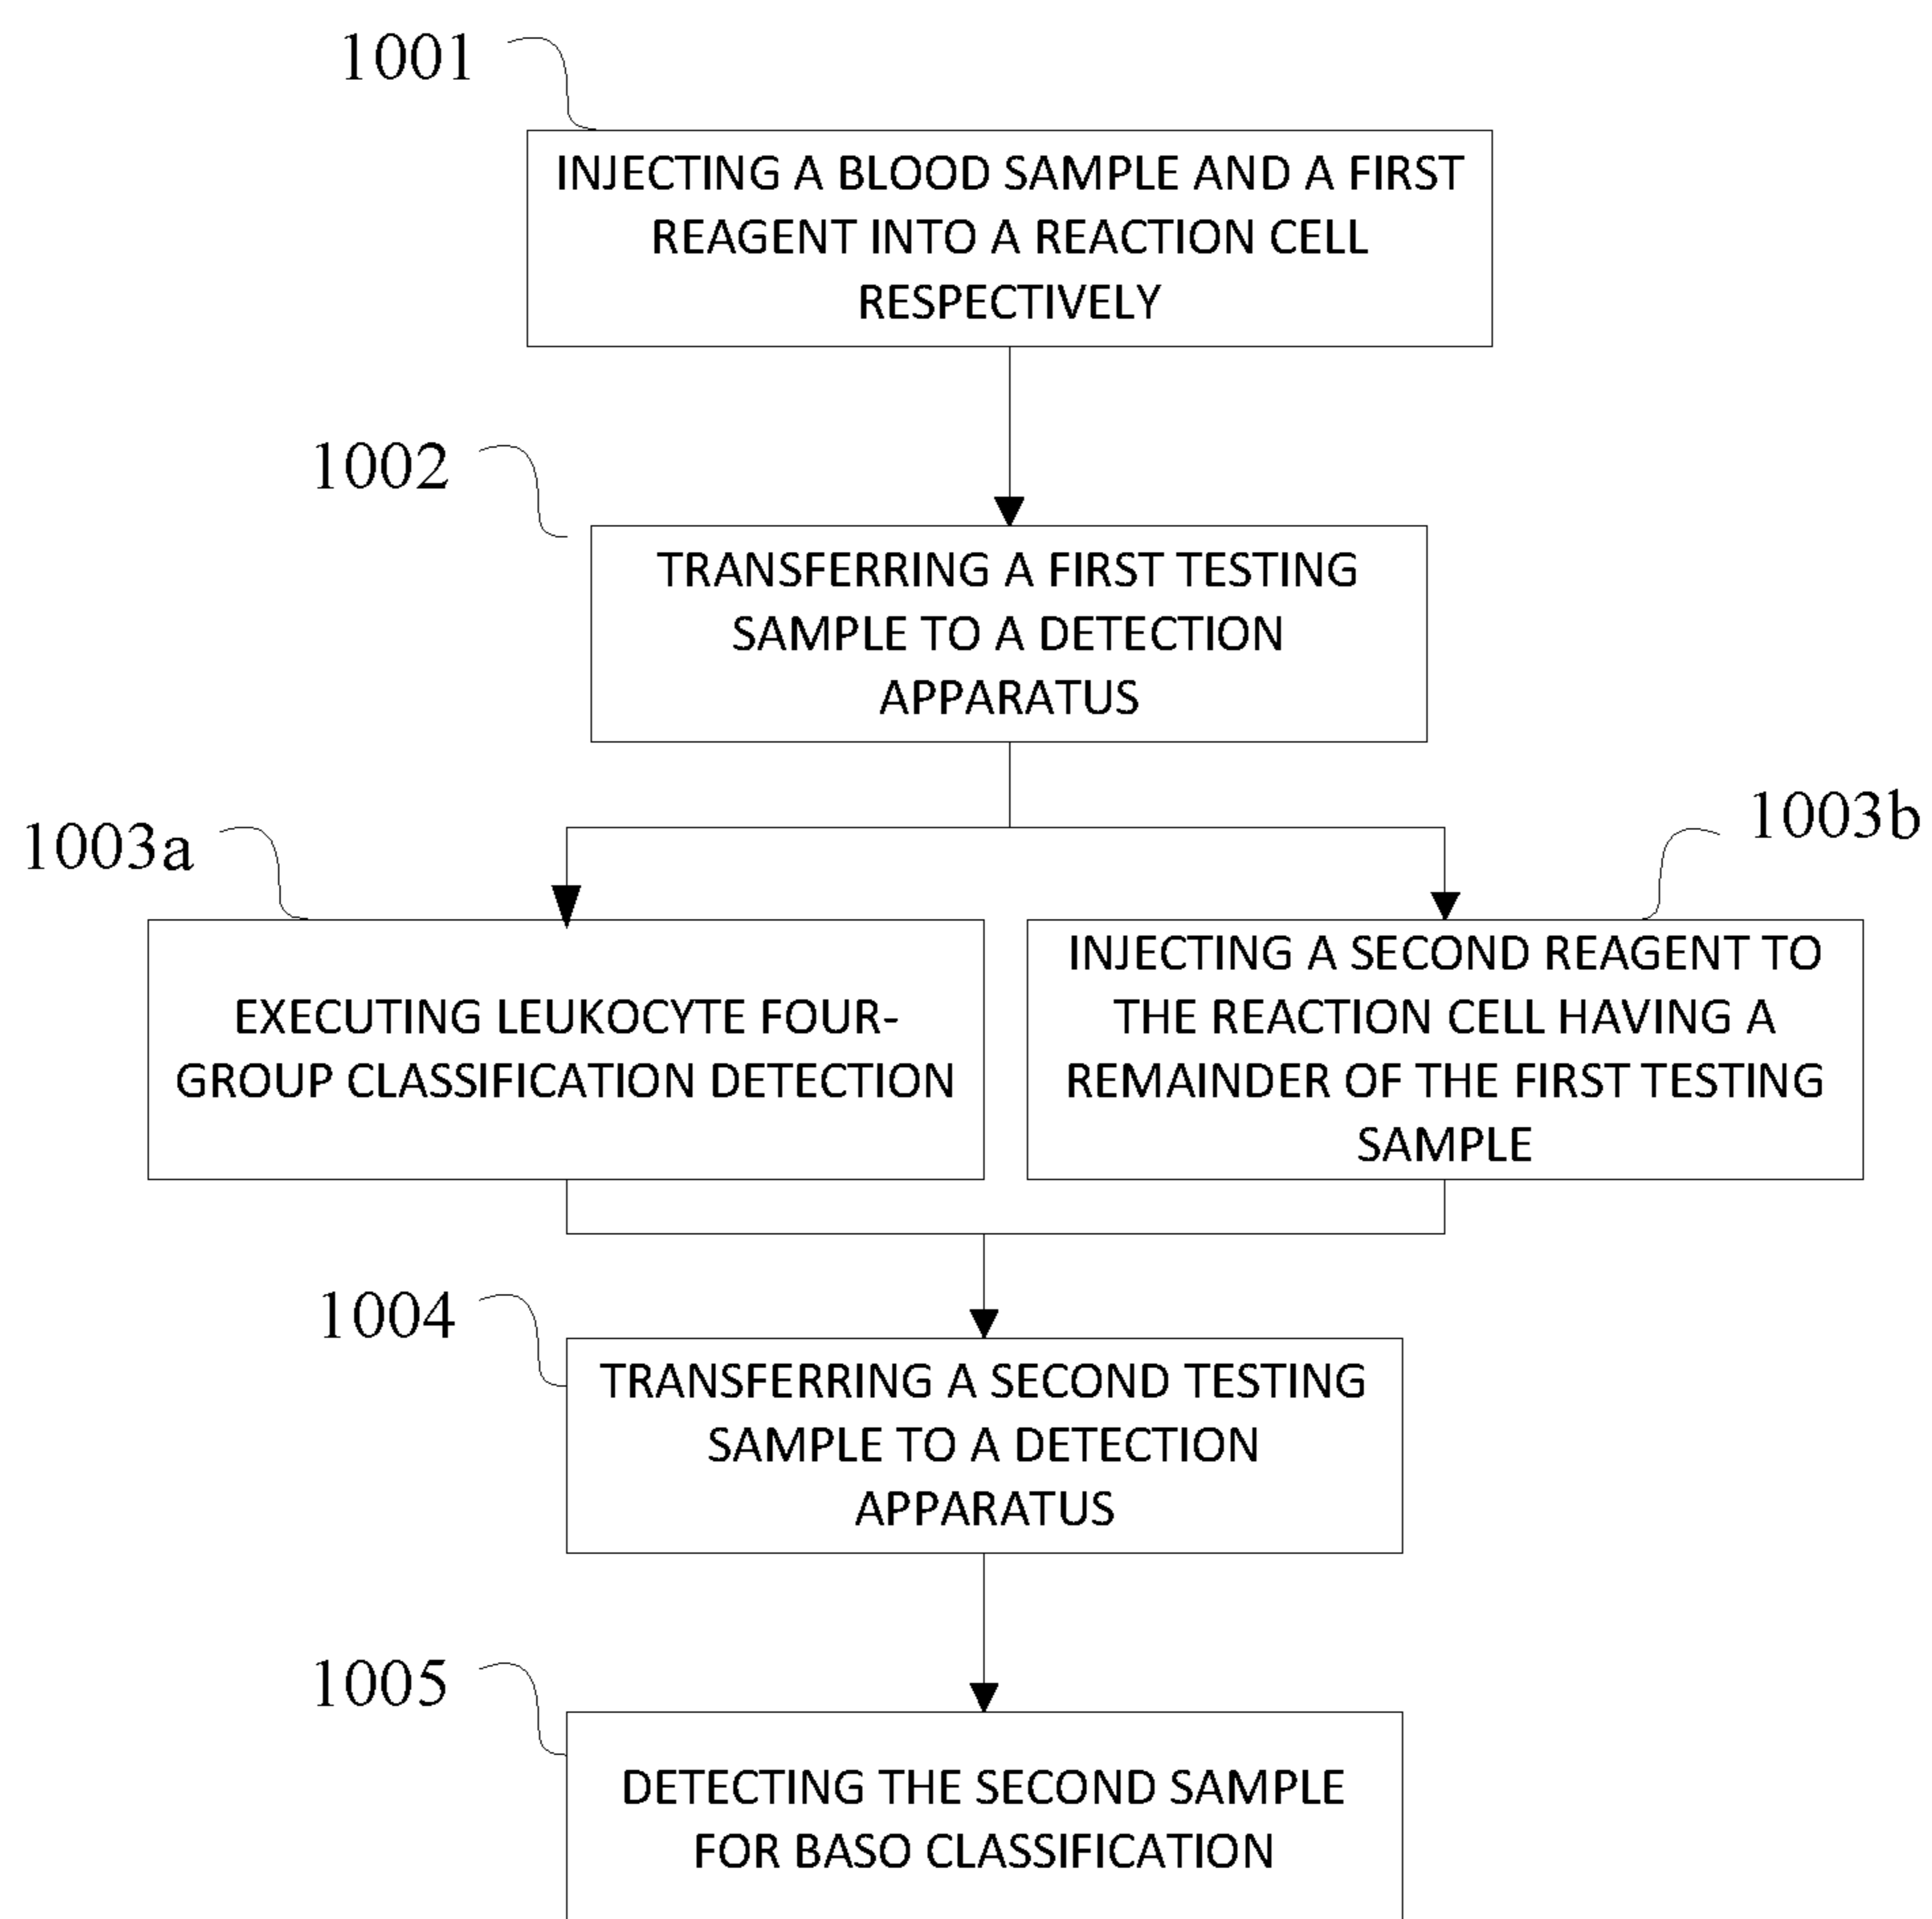 1001
INJECTING A BLOOD SAMPLE AND A FIRST
REAGENT INTO A REACTION CELL
RESPECTIVELY
1002
TRANSFERRING A FIRST TESTING
SAMPLE TO A DETECTION
APPARATUS
1003a
EXECUTING LEUKOCYTE FOUR-
GROUP CLASSIFICATION DETECTION
1003b
INJECTING A SECOND REAGENT TO
THE REACTION CELL HAVING A
REMAINDER OF THE FIRST TESTING
SAMPLE
1004
TRANSFERRING A SECOND TESTING
SAMPLE TO A DETECTION
APPARATUS
1005
DETECTING THE SECOND SAMPLE
FOR BASO CLASSIFICATION